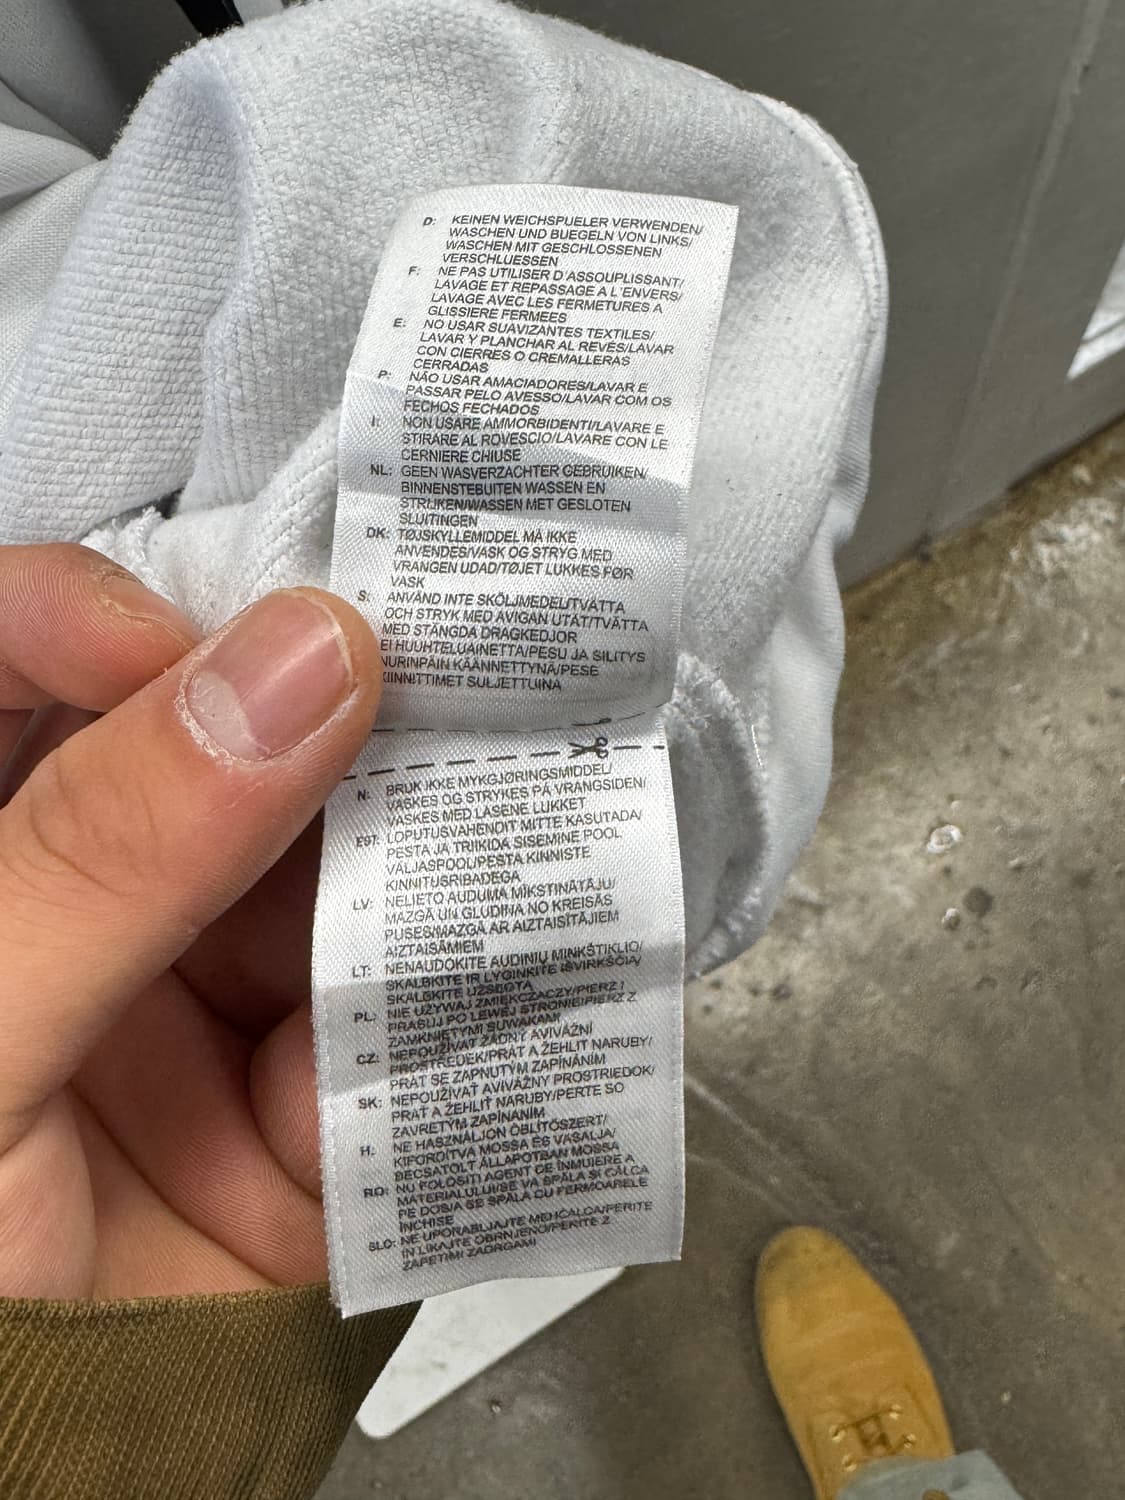 D: KEINEN WEICHSPUELER VERWENDEN/
WASCHEN UND BUEGELN VON LINKS/
WASCHEN MIT GESCHLOSSENEN
VERSCHLUESSEN
F: NE PAS UTILISER D'ASSOUPLISSANT/
LAVAGE ET REPASSAGE A L'ENVERS/
LAVAGE AVEC LES FERMETURES A
GLISSIERE FERMEES
E: NO USAR SUAVIZANTES TEXTILES/
LAVAR Y PLANCHAR AL REVÉS/LAVAR
CON CIERRES O CREMALLERAS
CERRADAS
P: NÃO USAR AMACIADORES/LAVAR E
PASSAR PELO AVESSO/LAVAR COM OS
FECHOS FECHADOS
I: NON USARE AMMORBIDENTI/LAVARE E
STIRARE AL ROVESCIO/LAVARE CON LE
CERNIERE CHIUSE
NL: GEEN WASVERZACHTER GEBRUIKEN/
BINNENSTEBUITEN WASSEN EN
STRIJKEN/WASSEN MET GESLOTEN
SLUITINGEN
DK: TØJSKYLLEMIDDEL MÅ IKKE
ANVENDES/VASK OG STRYG MED
VRANGEN UDAD/TØJET LUKKES FØR
VASK
S: ANVÄND INTE SKÖLJMEDEL/TVÄTTA
OCH STRYK MED AVIGAN UTÅT/TVÄTTA
MED STÄNGDA DRAGKEDJOR
EI HUUHTELUAINETTA/PESU JA SILITYS
NURINPÄIN KÄÄNNETTYNÄ/PESE
KIINNITTIMET SULJETTUINA
N: BRUK IKKE MYKGJØRINGSMIDDEL/
VASKES OG STRYKES PÅ VRANGSIDEN/
VASKES MED LÅSENE LUKKET
EST: LOPUTUSVAHENDIT MITTE KASUTADA/
PESTA JA TRIIKIDA SISEMINE POOL
VÄLJASPOOL/PESTA KINNISTE
KINNITUSRIBADEGA
LV: NELIETO AUDUMA MĪKSTINĀTĀJU/
MAZGĀ UN GLUDINA NO KREISĀS
PUSES/MAZGĀ AR AIZTAISĪTĀJIEM
AIZTAISĀMIEM
LT: NENAUDOKITE AUDINIŲ MINKŠTIKLIO/
SKALBKITE IR LYGINKITE IŠVIRKŠČIĄ/
SKALBKITE UŽSEGTĄ
PL: NIE UŻYWAJ ZMIĘKCZACZY/PIERZ I
PRASUJ PO LEWEJ STRONIE/PIERZ Z
ZAMKNIĘTYMI SUWAKAMI
CZ: NEPOUŽÍVAT ŽÁDNÝ AVIVÁŽNÍ
PROSTŘEDEK/PRÁT A ŽEHLIT NARUBY/
PRÁT SE ZAPNUTÝM ZAPÍNÁNÍM
SK: NEPOUŽÍVAŤ AVIVÁŽNY PROSTRIEDOK/
PRAŤ A ŽEHLIŤ NARUBY/PERTE SO
ZAVRETÝM ZAPÍNANÍM
H: NE HASZNÁLJON ÖBLÍTŐSZERT/
KIFORDÍTVA MOSSA ÉS VASALJA/
BECSATOLT ÁLLAPOTBAN MOSSA
RO: NU FOLOSITI AGENT DE ÎNMUIERE A
MATERIALULUI/SE VA SPĂLA ŞI CĂLCA
PE DOS/A SE SPĂLA CU FERMOARELE
ÎNCHISE
SLO: NE UPORABLJAJTE MEHČALCA/PERITE
IN LIKAJTE OBRNJENO/PERITE Z
ZAPETIMI ZADRGAMI